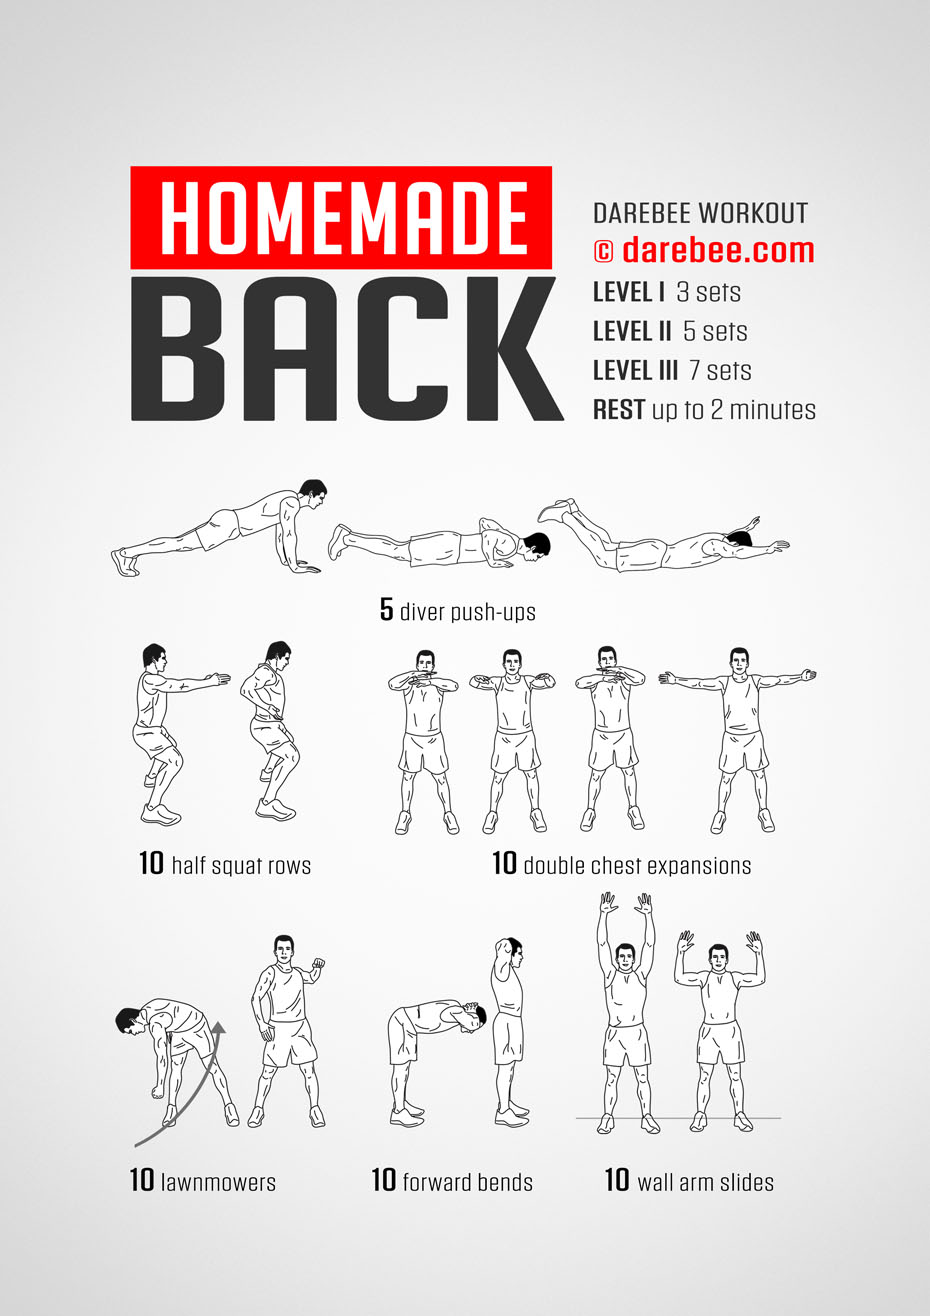 HOMEMADE
BACK
DAREBEE WORKOUT
© darebee.com
LEVEL I 3 sets
LEVEL II 5 sets
LEVEL III 7 sets
REST up to 2 minutes
5 diver push-ups
10 half squat rows
10 double chest expansions
10 lawnmowers
10 forward bends
10 wall arm slides